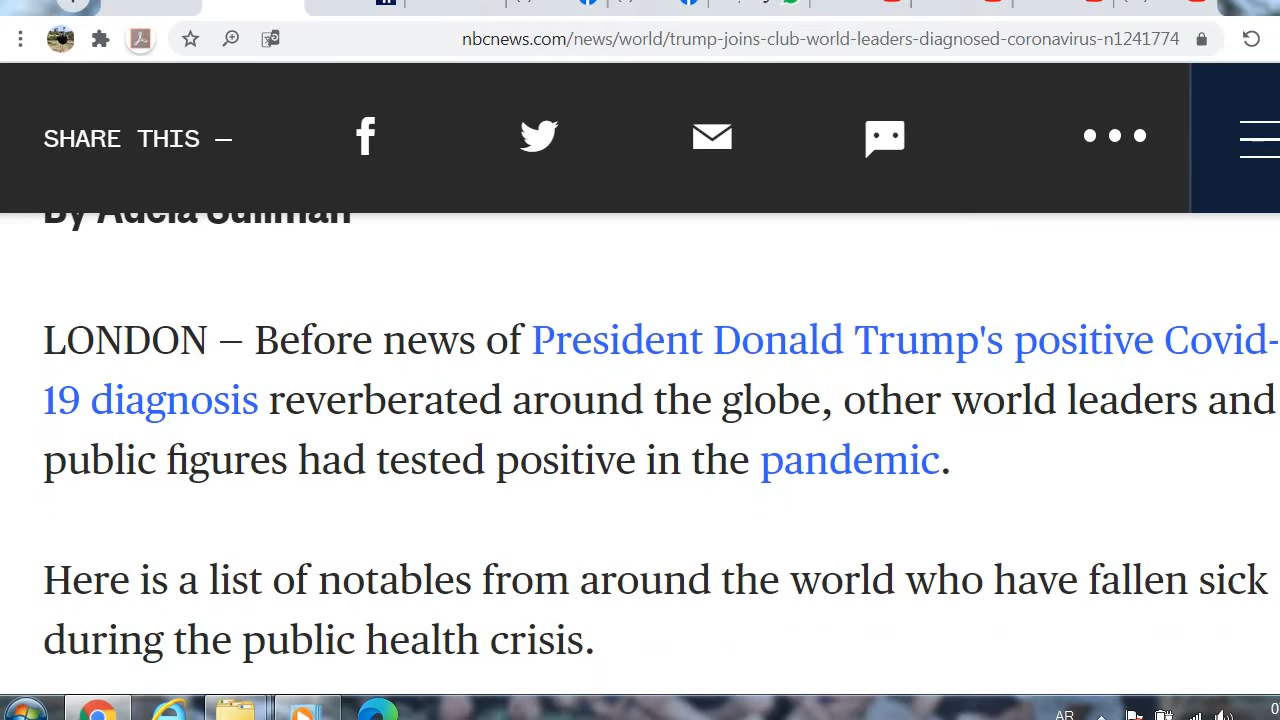 nbcnews.com/news/world/trump-joins-club-world-leaders-diagnosed-coronavirus-n1241774
SHARE THIS —
By Adela Suliman
LONDON — Before news of President Donald Trump's positive Covid-
19 diagnosis reverberated around the globe, other world leaders and
public figures had tested positive in the pandemic.
Here is a list of notables from around the world who have fallen sick
during the public health crisis.
AR